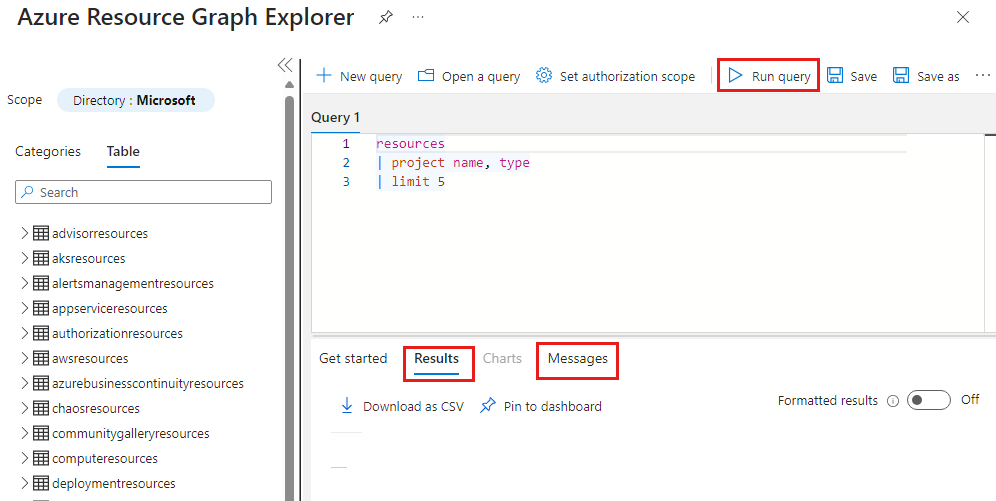 Azure Resource Graph Explorer
New query Open a query Set authorization scope Run query Save Save as
Scope Directory : Microsoft
Categories Table
Search
advisorresources
aksresources
alertsmanagementresources
appserviceresources
authorizationresources
awsresources
azurebusinesscontinuityresources
chaosresources
communitygalleryresources
computeresources
deploymentresources
Query 1
1 resources
2 | project name, type
3 | limit 5
Get started Results Charts Messages
Download as CSV Pin to dashboard Formatted results Off